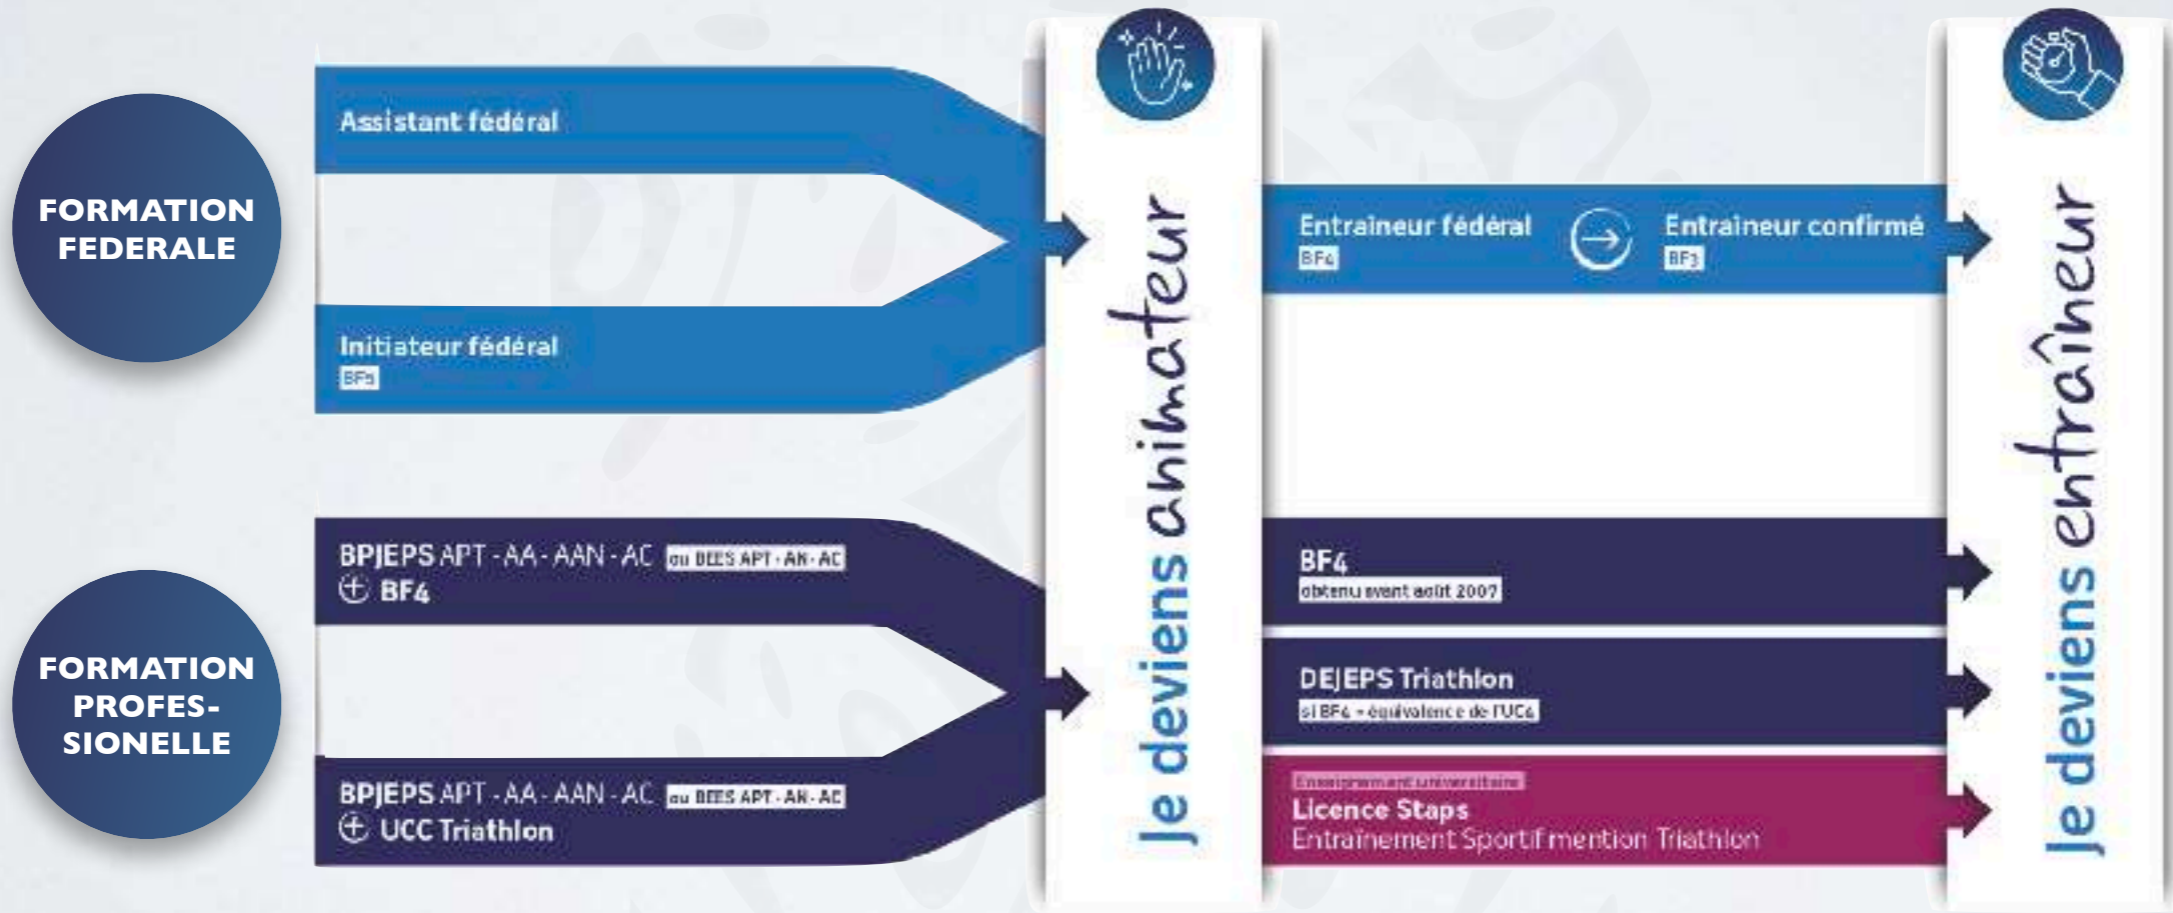 FORMATION
FEDERALE
Assistant fédéral
Initiateur fédéral
BF5
FORMATION
PROFES-
SIONELLE
BPJEPS APT - AA - AAN - AC ou BEES APT - AN - AC
+ BF4
BPJEPS APT - AA - AAN - AC ou BEES APT - AN - AC
+ UCC Triathlon
Je deviens animateur
Entraîneur fédéral
BF4
→
Entraîneur confirmé
BF3
BF4
obtenu avant août 2007
DEJEPS Triathlon
si BF4 = équivalence de l'UC4
Enseignement universitaire
Licence Staps
Entraînement Sportif mention Triathlon
Je deviens entraîneur